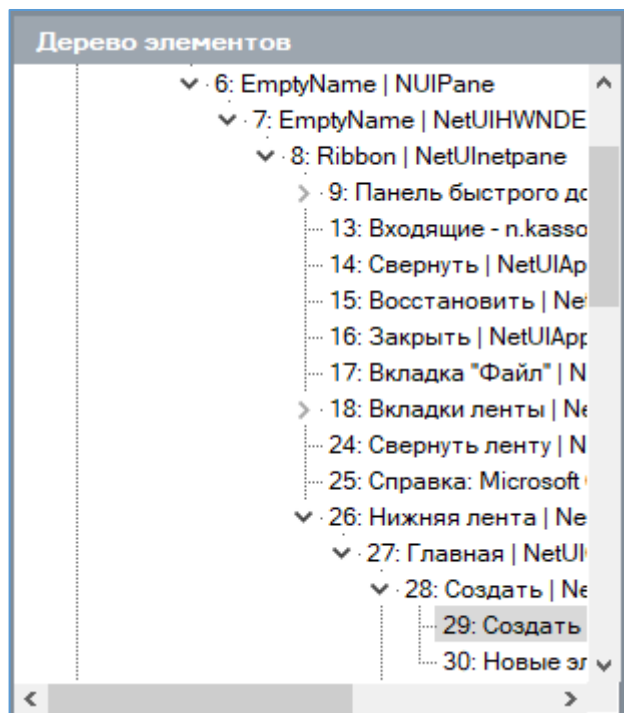 Дерево элементов
6: EmptyName | NUIPane
7: EmptyName | NetUIHWNDE
8: Ribbon | NetUInetpane
9: Панель быстрого дс
13: Входящие - n.kasso
14: Свернуть | NetUIAp
15: Восстановить | Net
16: Закрыть | NetUIApp
17: Вкладка "Файл" | N
18: Вкладки ленты | Ne
24: Свернуть ленту | N
25: Справка: Microsoft
26: Нижняя лента | Ne
27: Главная | NetUI
28: Создать | Ne
29: Создать
30: Новые эл